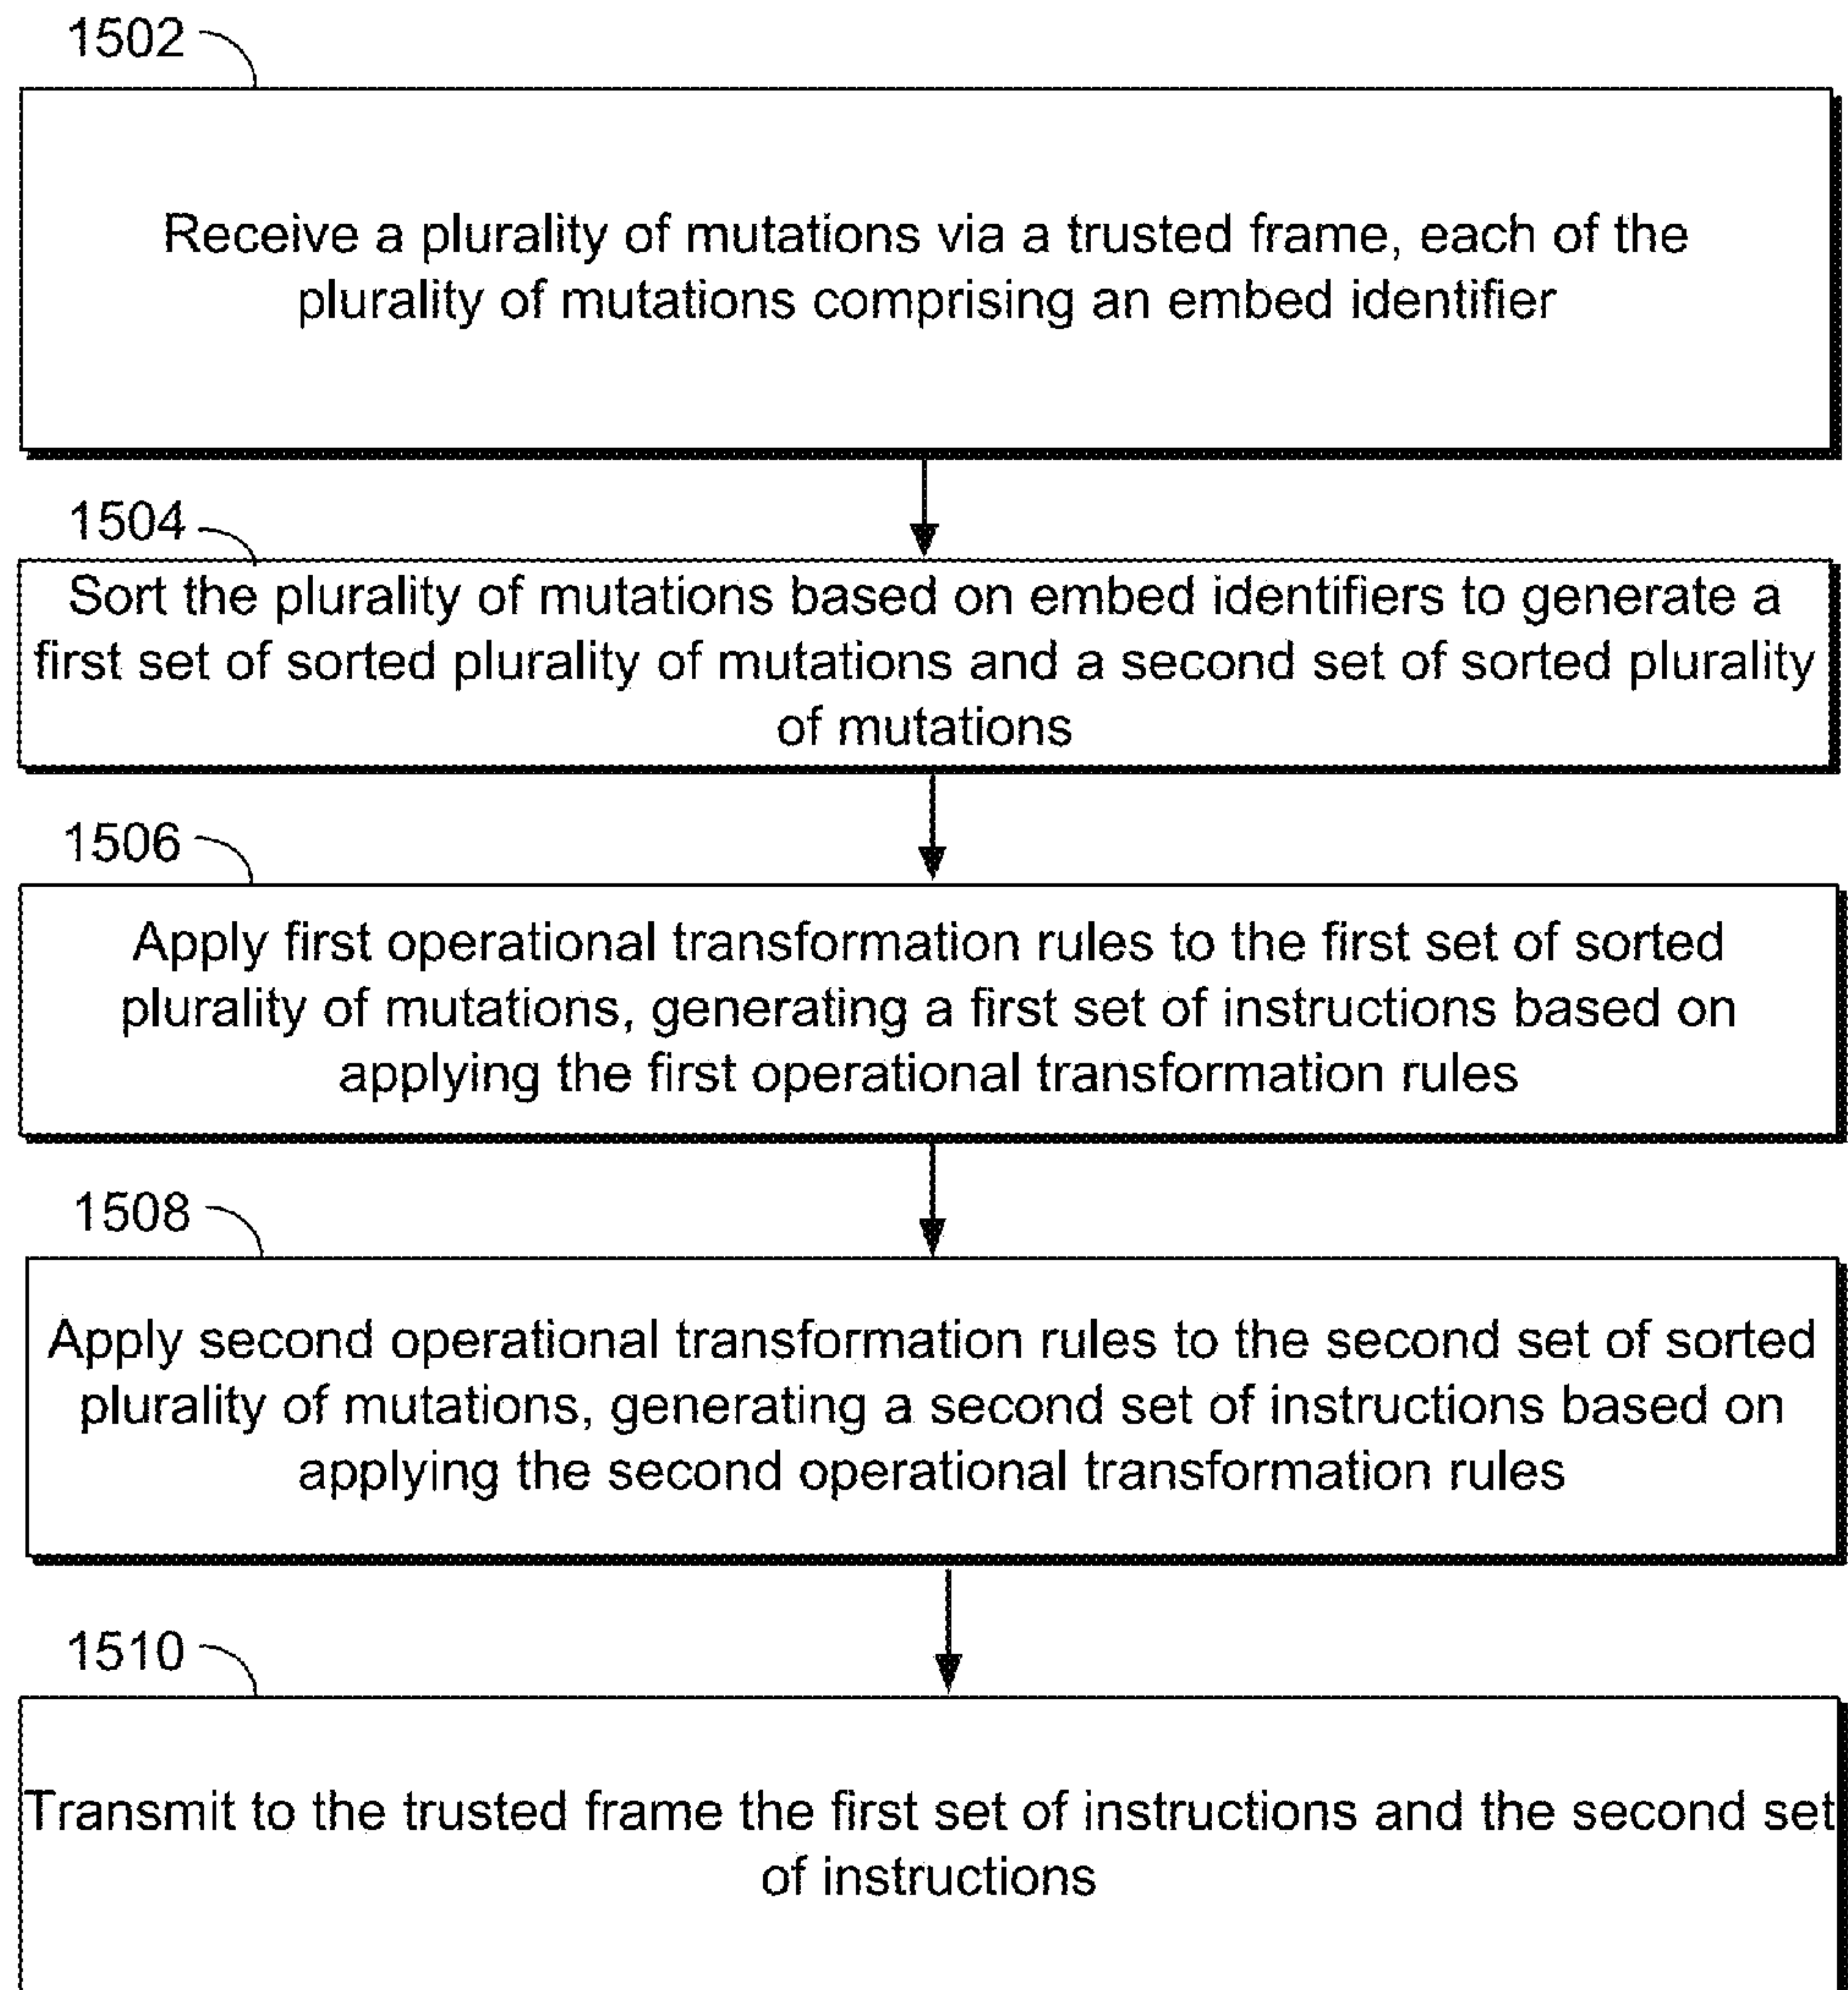 1502
Receive a plurality of mutations via a trusted frame, each of the
plurality of mutations comprising an embed identifier
1504
Sort the plurality of mutations based on embed identifiers to generate a
first set of sorted plurality of mutations and a second set of sorted plurality
of mutations
1506
Apply first operational transformation rules to the first set of sorted
plurality of mutations, generating a first set of instructions based on
applying the first operational transformation rules
1508
Apply second operational transformation rules to the second set of sorted
plurality of mutations, generating a second set of instructions based on
applying the second operational transformation rules
1510
Transmit to the trusted frame the first set of instructions and the second set
of instructions